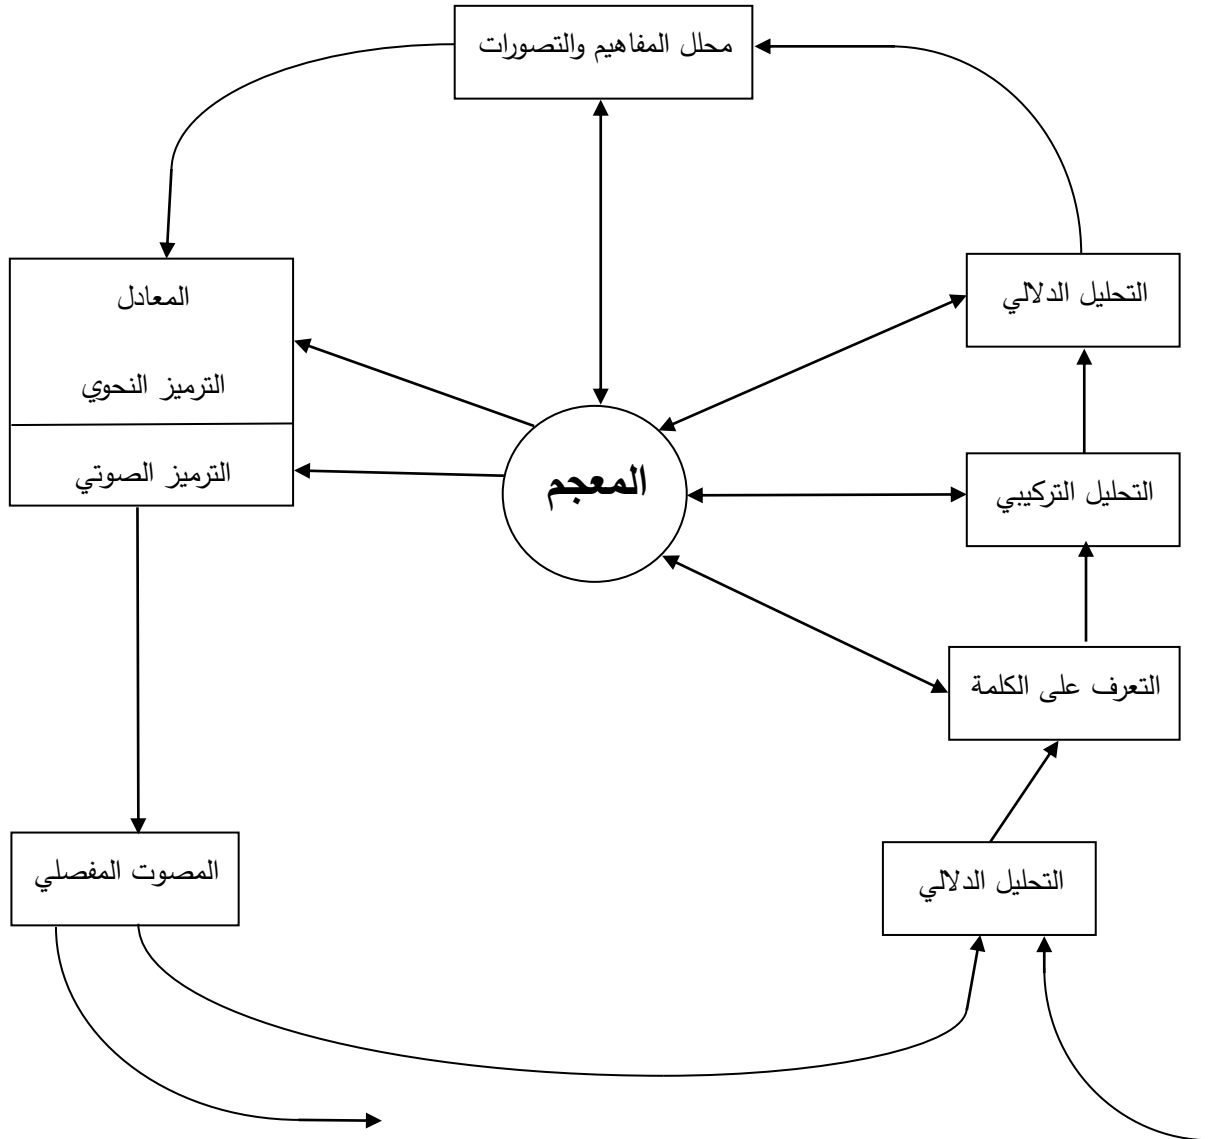 محلل المفاهيم والتصورات
التحليل الدلالي
المعادل
الترميز النحوي
الترميز الصوتي
المعجم
التحليل التركيبي
التعرف على الكلمة
المصوت المفصلي
التحليل الدلالي